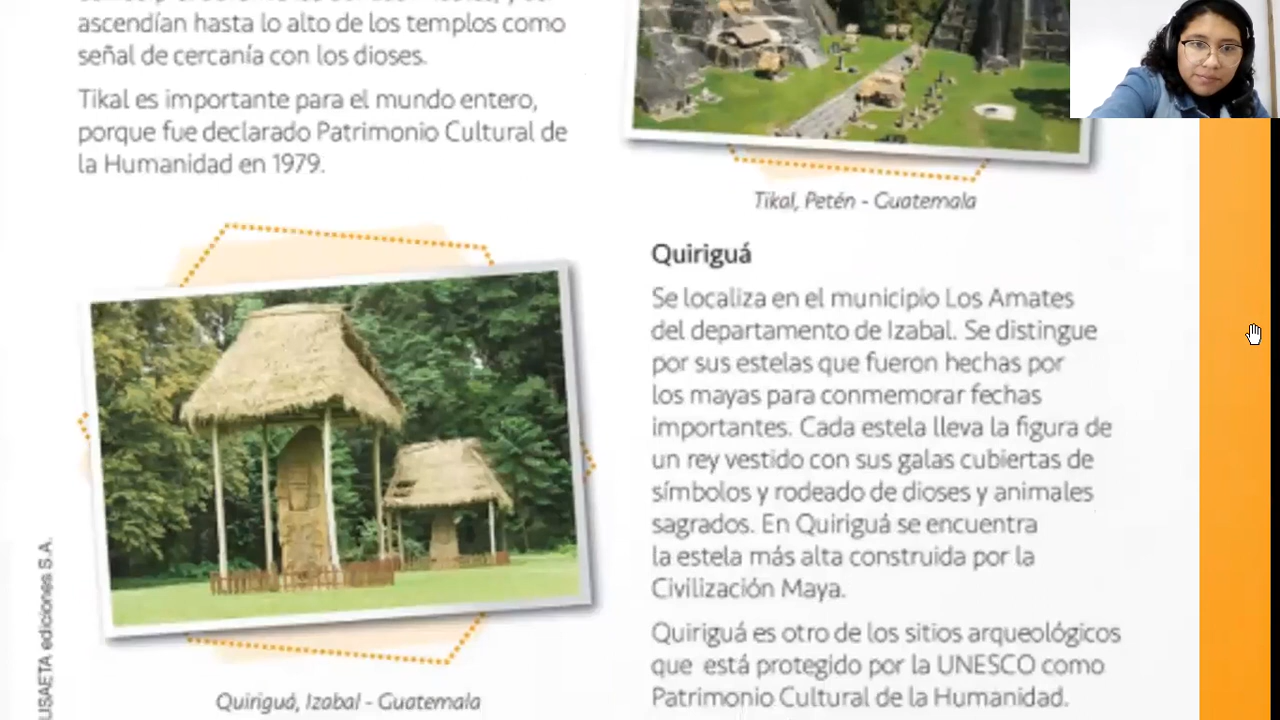 ascendían hasta lo alto de los templos como
señal de cercanía con los dioses.
Tikal es importante para el mundo entero,
porque fue declarado Patrimonio Cultural de
la Humanidad en 1979.
Tikal, Petén - Guatemala
Quiriguá
Se localiza en el municipio Los Amates
del departamento de Izabal. Se distingue
por sus estelas que fueron hechas por
los mayas para conmemorar fechas
importantes. Cada estela lleva la figura de
un rey vestido con sus galas cubiertas de
símbolos y rodeado de dioses y animales
sagrados. En Quiriguá se encuentra
la estela más alta construida por la
Civilización Maya.
Quiriguá es otro de los sitios arqueológicos
que está protegido por la UNESCO como
Patrimonio Cultural de la Humanidad.
Quiriguá, Izabal - Guatemala
USAETA ediciones S.A.